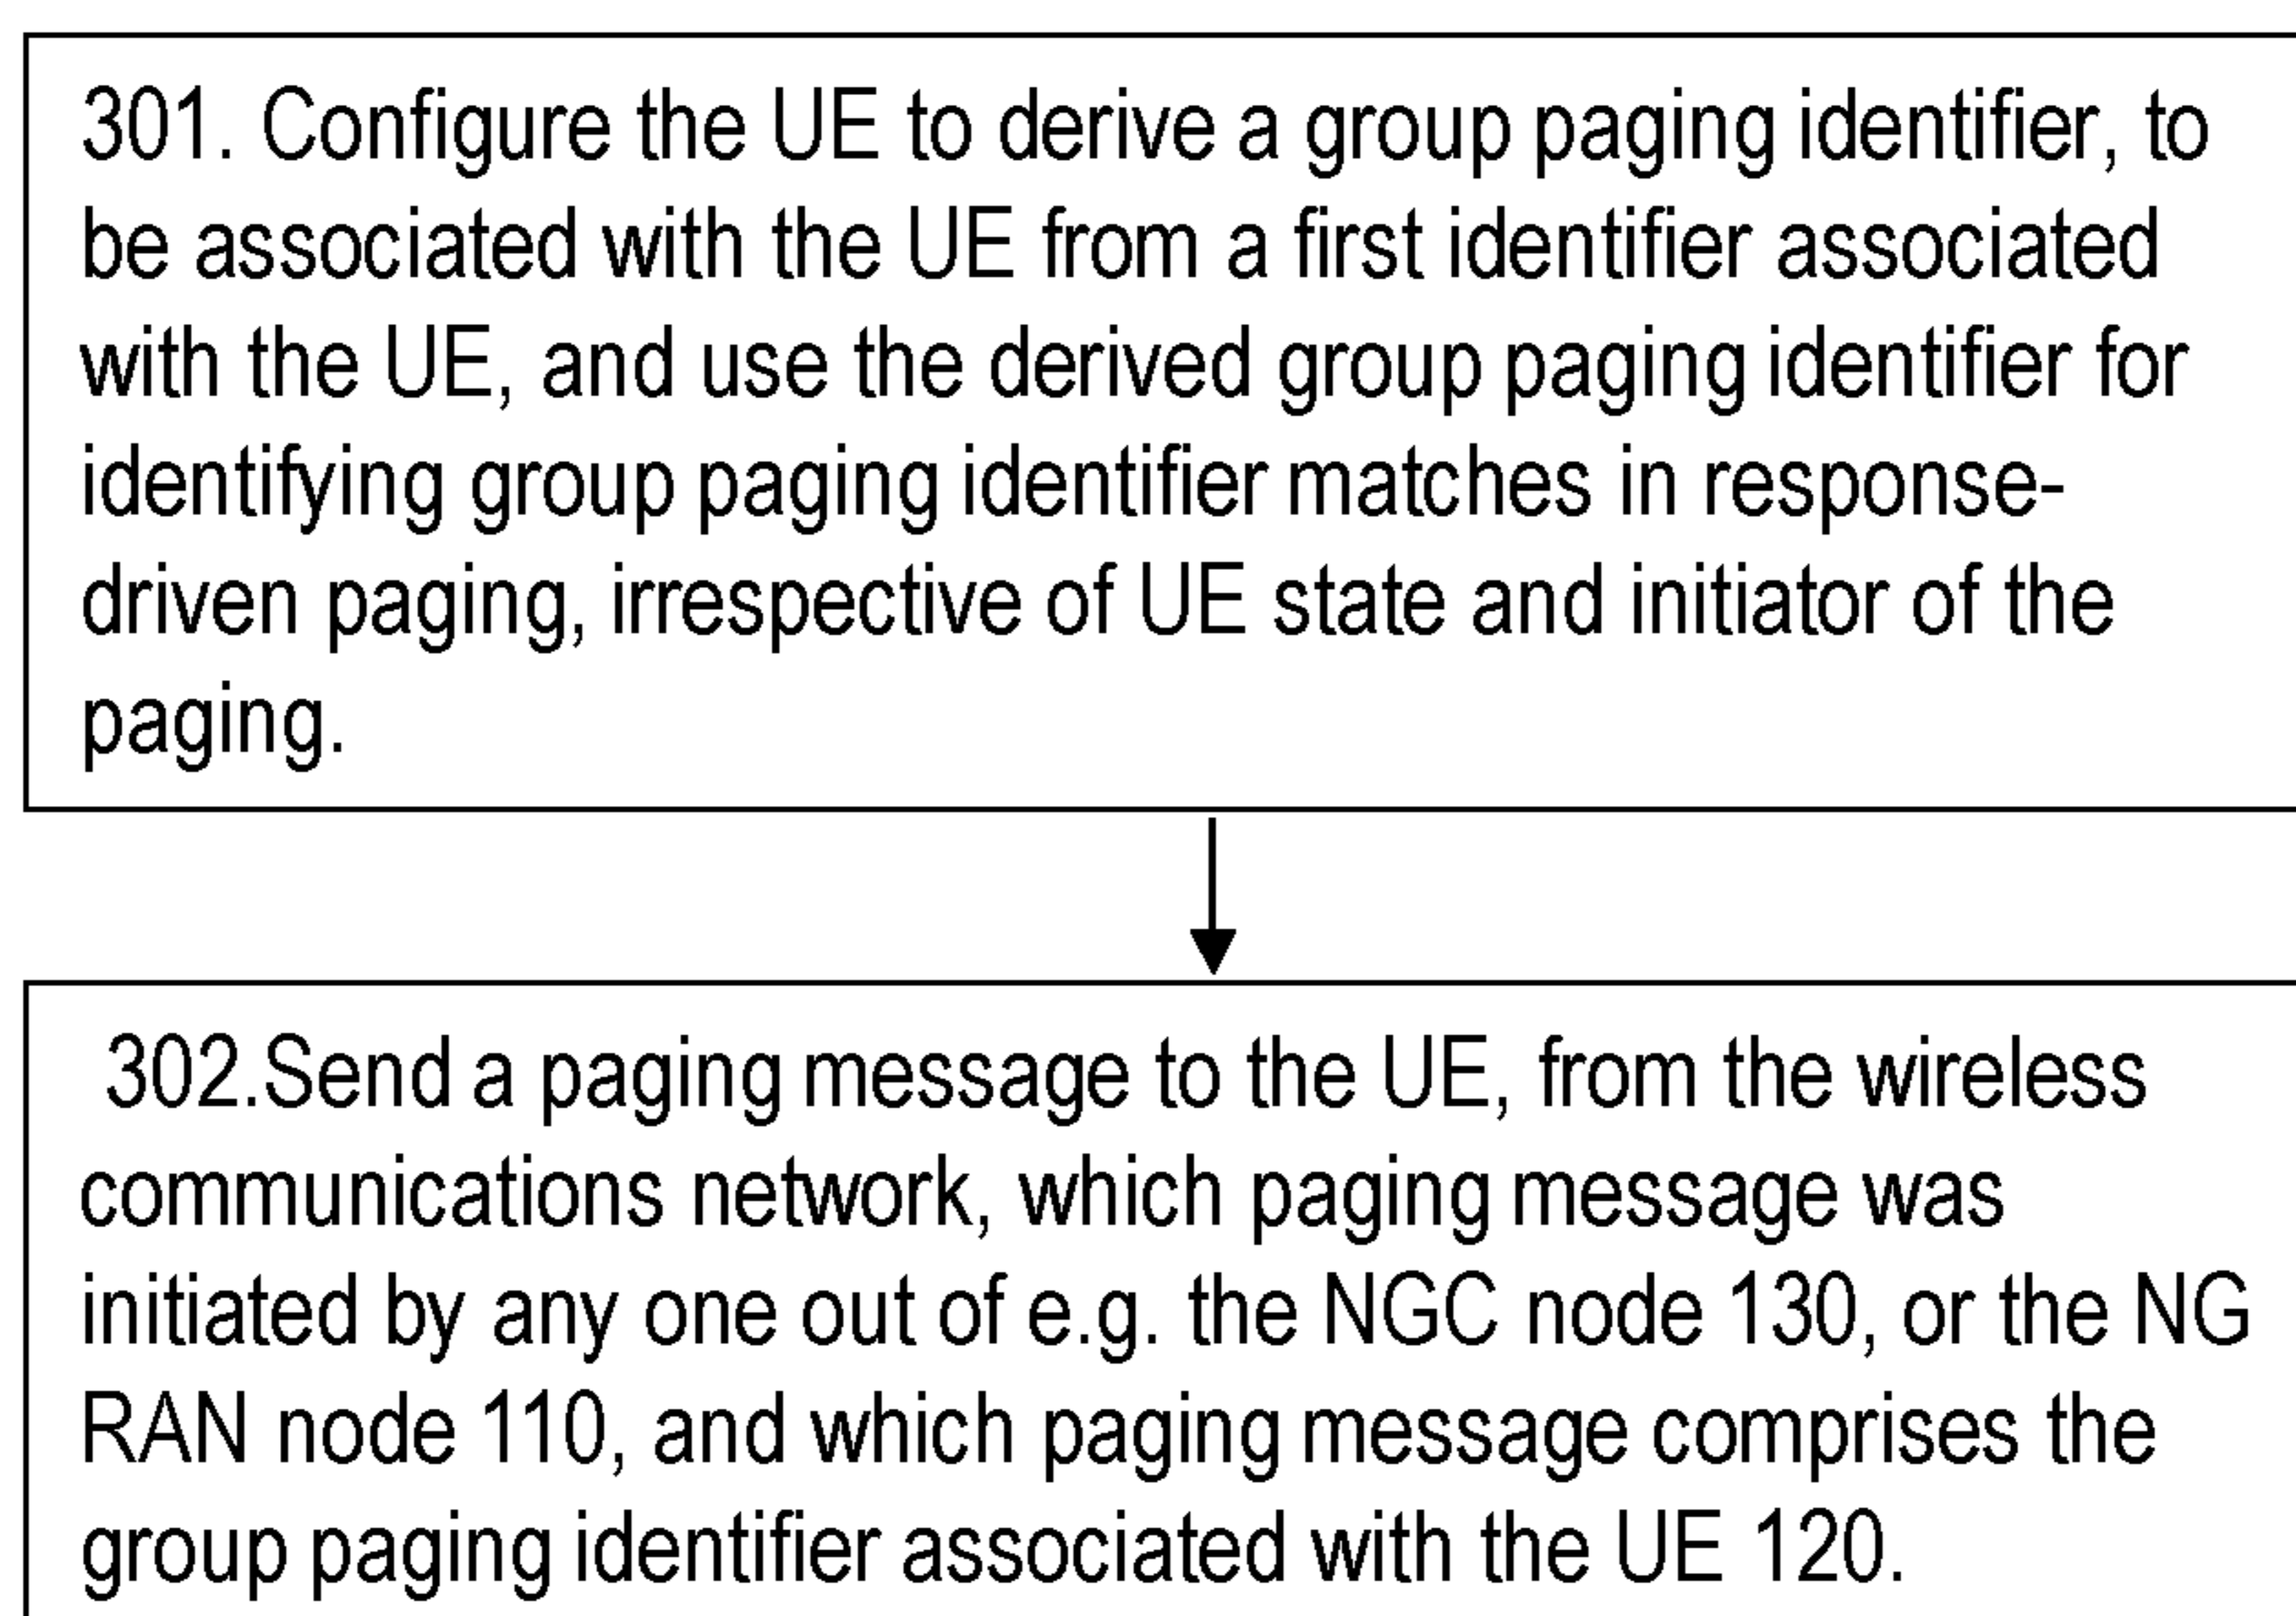 301. Configure the UE to derive a group paging identifier, to
be associated with the UE from a first identifier associated
with the UE, and use the derived group paging identifier for
identifying group paging identifier matches in response-
driven paging, irrespective of UE state and initiator of the
paging.
302.Send a paging message to the UE, from the wireless
communications network, which paging message was
initiated by any one out of e.g. the NGC node 130, or the NG
RAN node 110, and which paging message comprises the
group paging identifier associated with the UE 120.